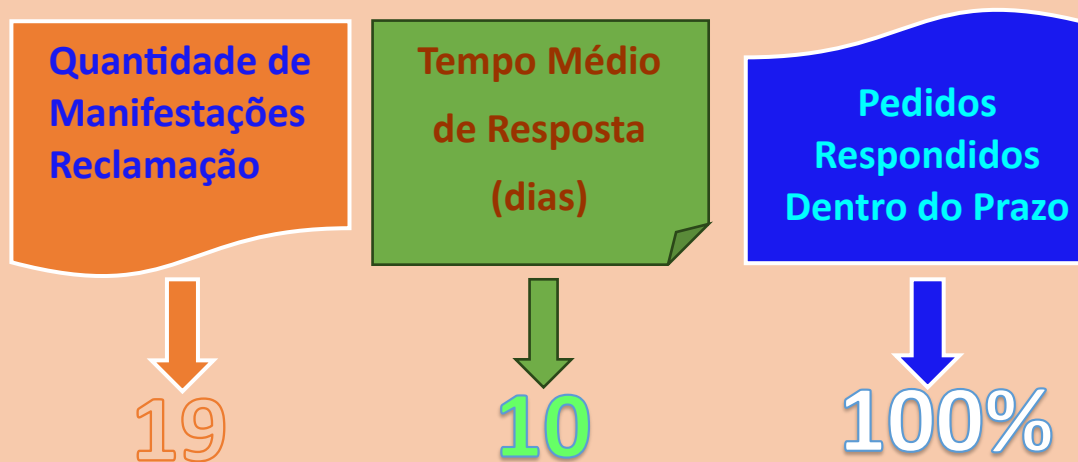 Quantidade de
Manifestações
Reclamação
19
Tempo Médio
de Resposta
(dias)
10
Pedidos
Respondidos
Dentro do Prazo
100%